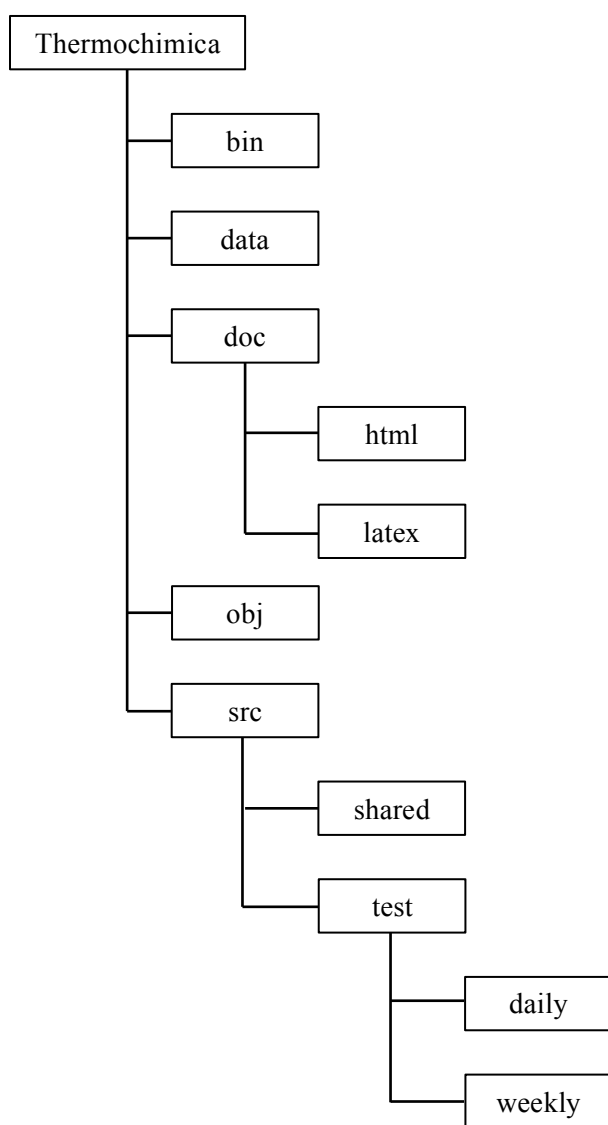 Thermochimica
bin
data
doc
html
latex
obj
src
shared
test
daily
weekly